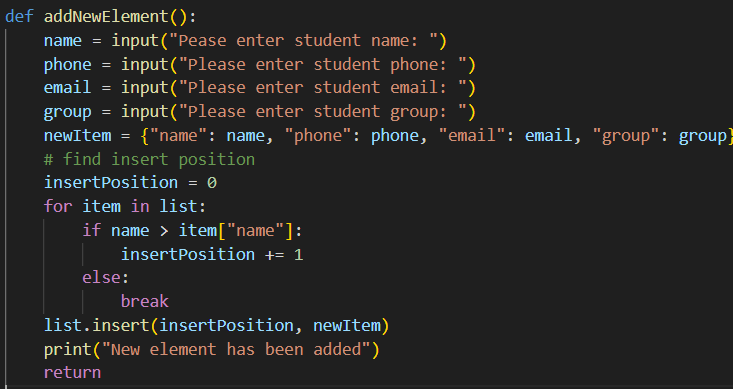 def addNewElement():
    name = input("Pease enter student name: ")
    phone = input("Please enter student phone: ")
    email = input("Please enter student email: ")
    group = input("Please enter student group: ")
    newItem = {"name": name, "phone": phone, "email": email, "group": group}
    # find insert position
    insertPosition = 0
    for item in list:
        if name > item["name"]:
            insertPosition += 1
        else:
            break
    list.insert(insertPosition, newItem)
    print("New element has been added")
    return